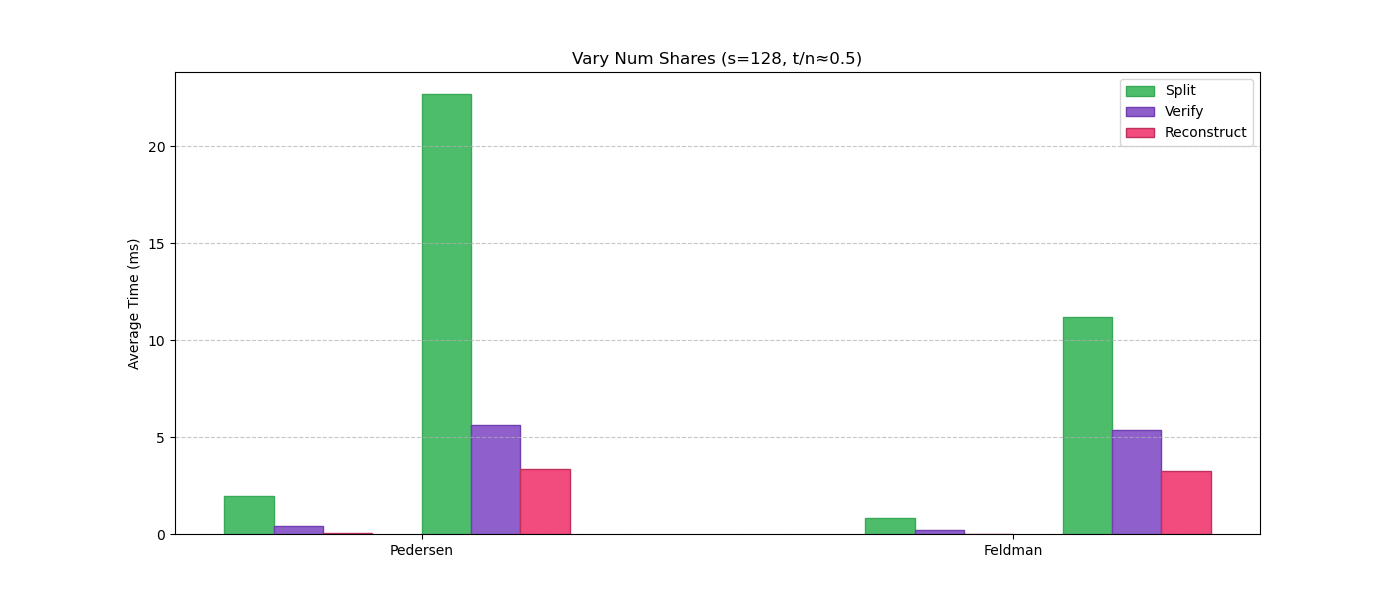 Vary Num Shares (s=128, t/n≈0.5)
Split
Verify
Reconstruct
Average Time (ms)
20
15
10
5
0
Pedersen
Feldman